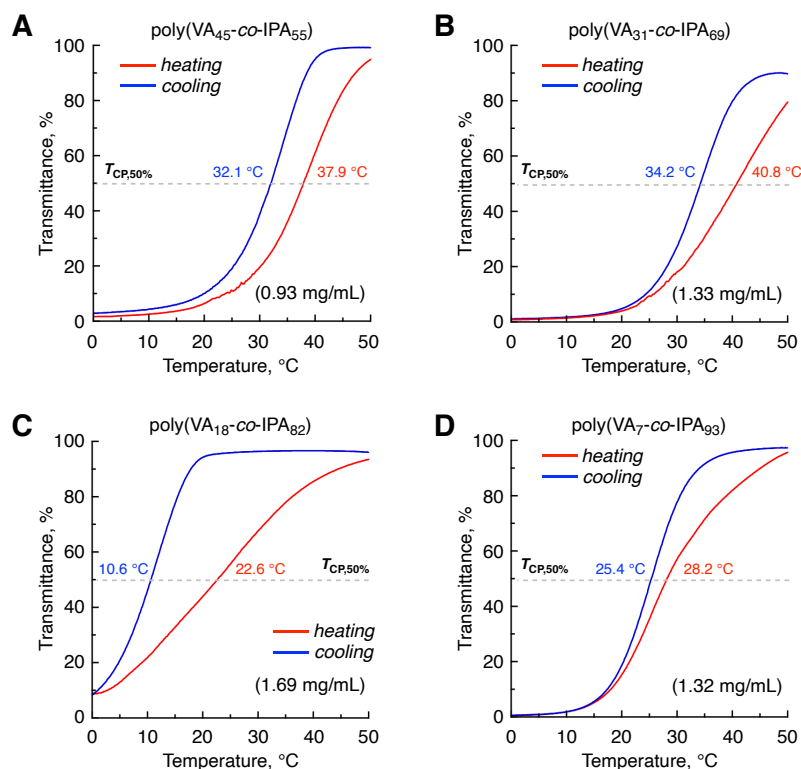 A
poly(VA₄₅-co-IPA₅₅)
heating
cooling
T_CP,50%
32.1 °C
37.9 °C
(0.93 mg/mL)
Transmittance, %
100
80
60
40
20
0
0 10 20 30 40 50
Temperature, °C
B
poly(VA₃₁-co-IPA₆₉)
heating
cooling
T_CP,50%
34.2 °C
40.8 °C
(1.33 mg/mL)
Transmittance, %
100
80
60
40
20
0
0 10 20 30 40 50
Temperature, °C
C
poly(VA₁₈-co-IPA₈₂)
10.6 °C
22.6 °C
T_CP,50%
heating
cooling
(1.69 mg/mL)
Transmittance, %
100
80
60
40
20
0
0 10 20 30 40 50
Temperature, °C
D
poly(VA₇-co-IPA₉₃)
heating
cooling
T_CP,50%
25.4 °C
28.2 °C
(1.32 mg/mL)
Transmittance, %
100
80
60
40
20
0
0 10 20 30 40 50
Temperature, °C